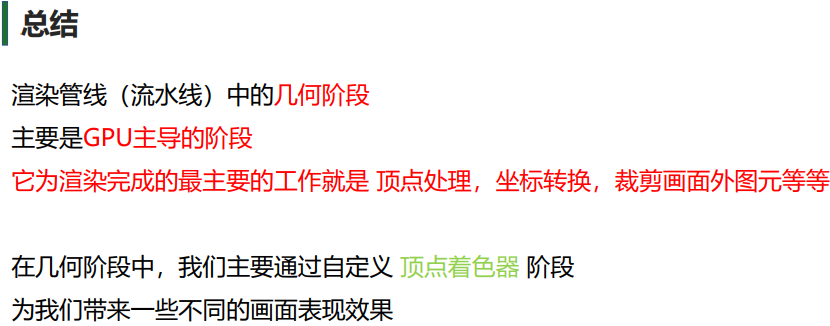 总结
渲染管线（流水线）中的几何阶段
主要是GPU主导的阶段
它为渲染完成的最主要的工作就是 顶点处理，坐标转换，裁剪画面外图元等等
在几何阶段中，我们主要通过自定义 顶点着色器 阶段
为我们带来一些不同的画面表现效果